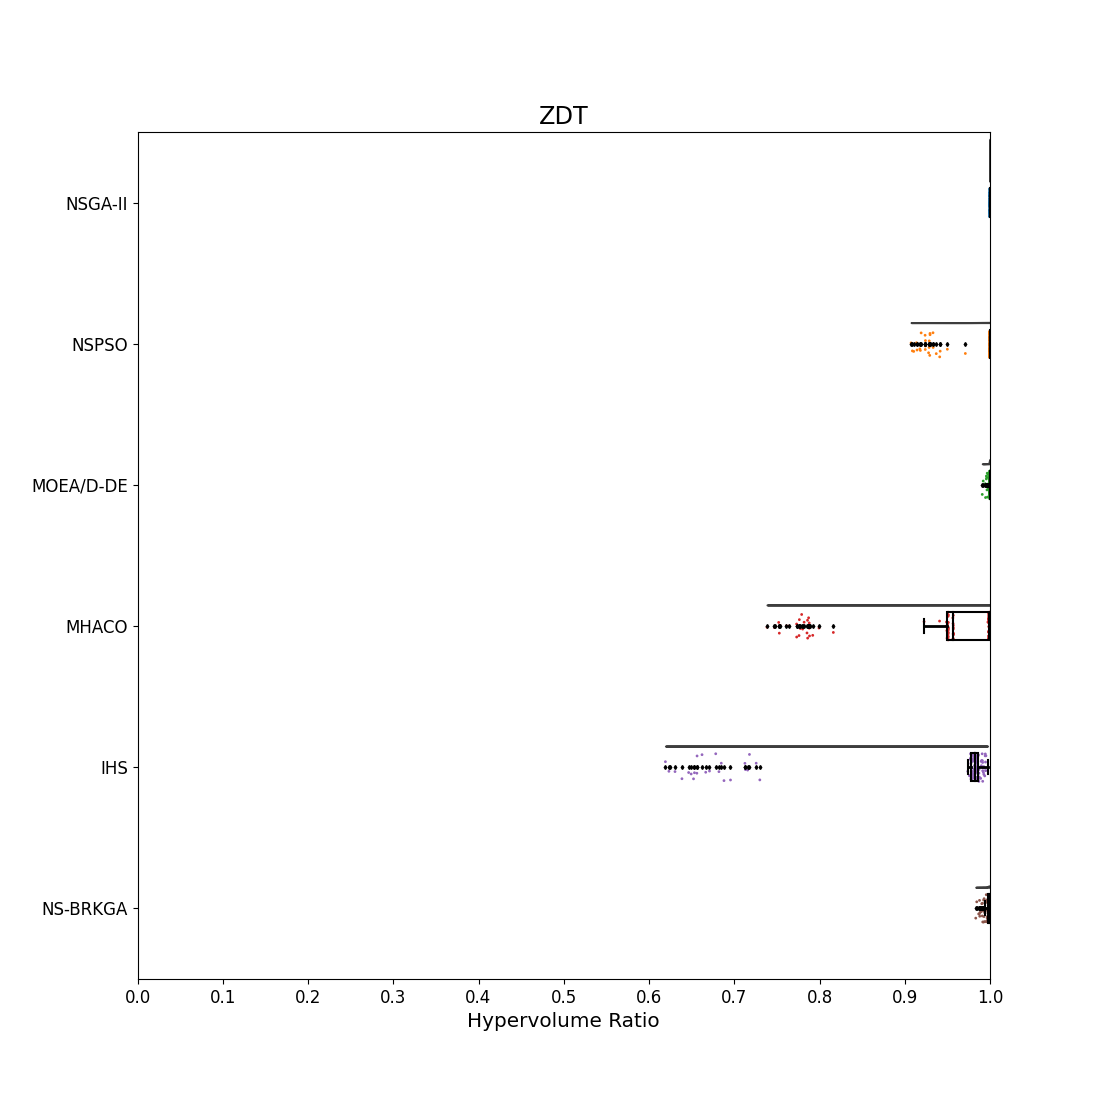 ZDT
NSGA-II
NSPSO
MOEA/D-DE
MHACO
IHS
NS-BRKGA
0.0 0.1 0.2 0.3 0.4 0.5 0.6 0.7 0.8 0.9 1.0
Hypervolume Ratio